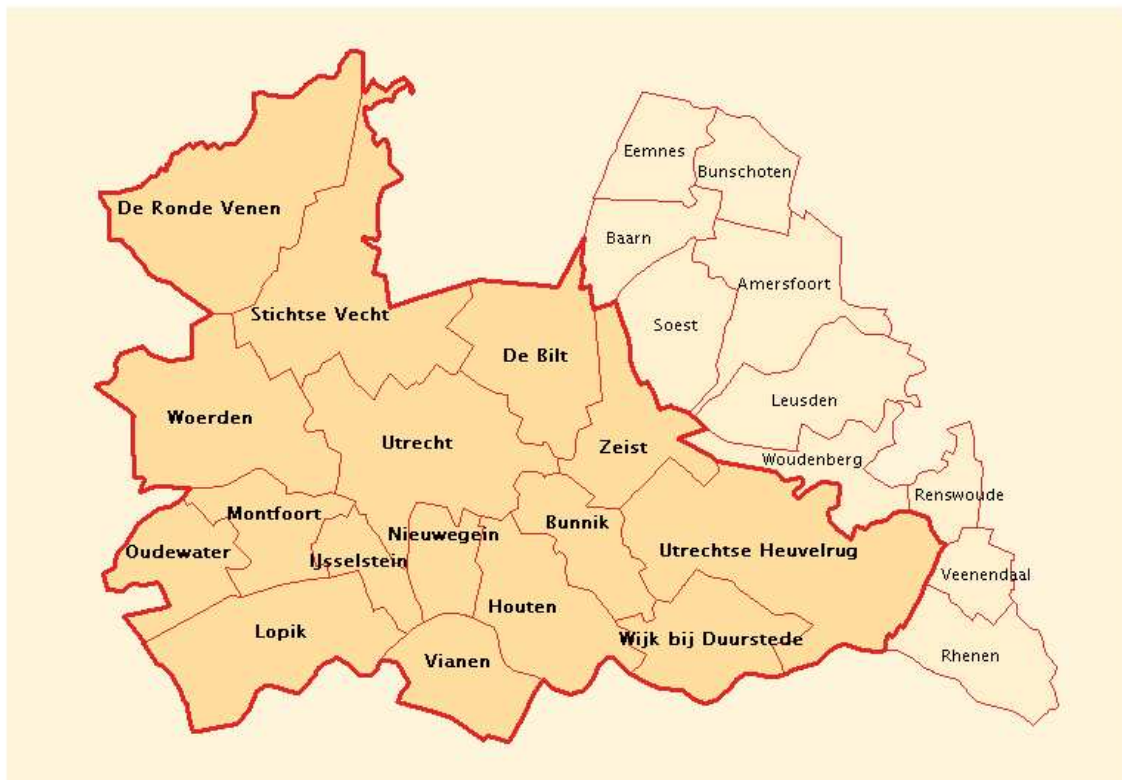 Eemnes
Bunschoten
De Ronde Venen
Baarn
Amersfoort
Stichtse Vecht
Soest
De Bilt
Leusden
Woerden
Utrecht
Zeist
Woudenberg
Renswoude
Montfoort
Bunnik
Nieuwegein
Oudewater
Utrechtse Heuvelrug
IJsselstein
Veenendaal
Houten
Lopik
Wijk bij Duurstede
Rhenen
Vianen